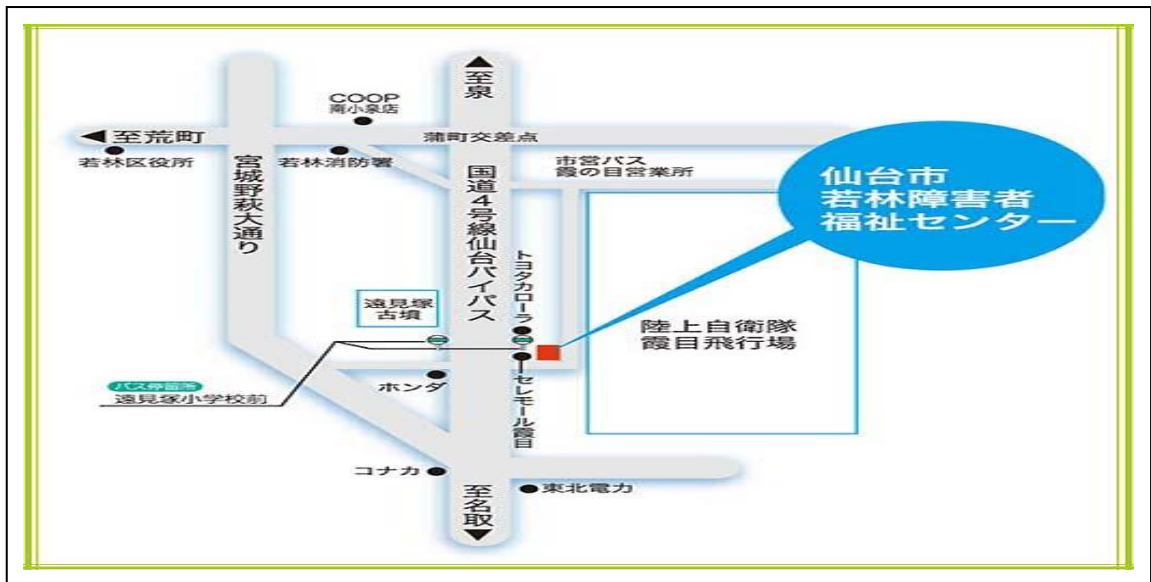 至泉
COOP
南小泉店
至荒町
蒲町交差点
若林区役所
若林消防署
市営バス
霞の目営業所
仙台市
若林障害者
福祉センター
宮城野萩大通り
国道4号線仙台バイパス
トヨタカローラ
遠見塚
古墳
陸上自衛隊
霞目飛行場
バス停留所
遠見塚小学校前
ホンダ
セレモール霞目
コナカ
至名取
東北電力